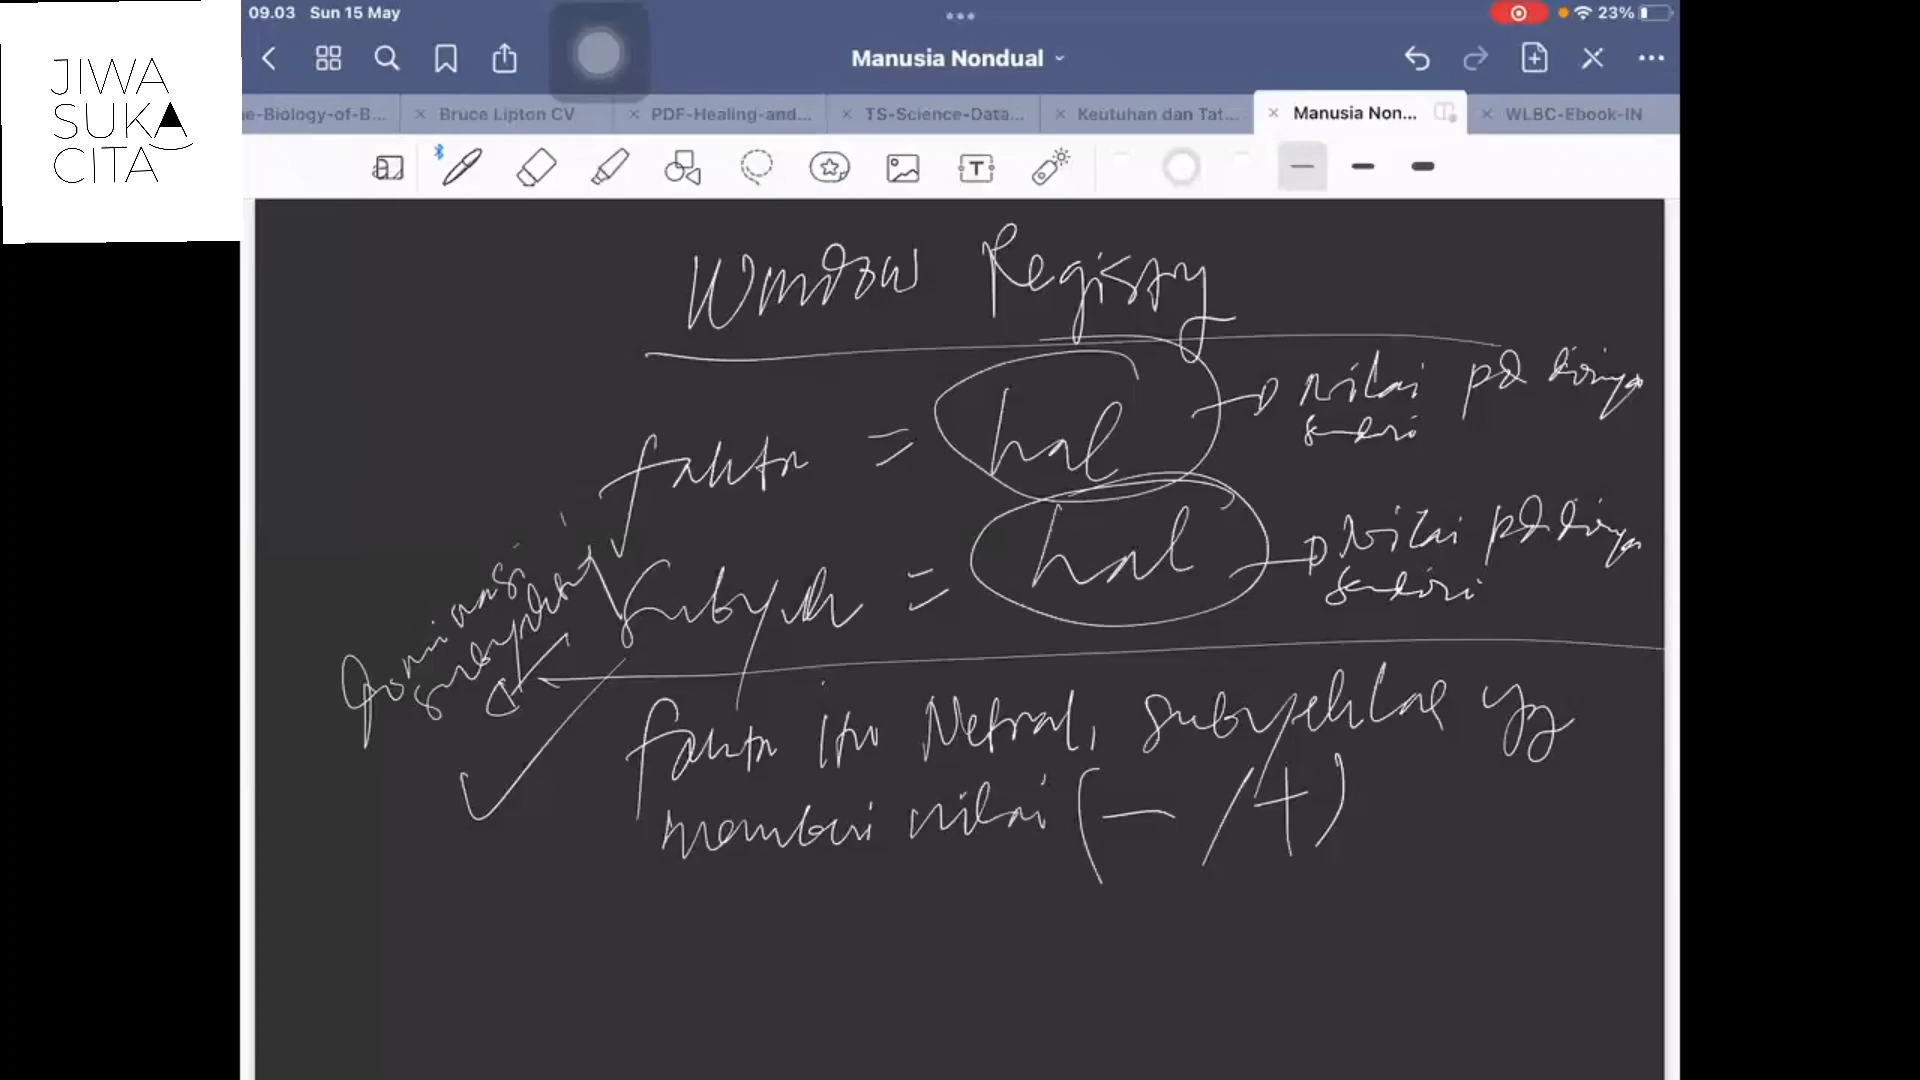 09.03 Sun 15 May
23%
JIWA
SUKA
CITA
Manusia Nondual
e-Biology-of-B...
Bruce Lipton CV
PDF-Healing-and...
TS-Science-Data...
Keutuhan dan Tat...
Manusia Non...
WLBC-Ebook-IN
T
Window Registry
fakta = hal → Nilai pd dirinya
sendiri
Subyek = hal → Nilai pd dirinya
sendiri
Dominasi
fakta itu Netral, subyeklae yg
memberi nilai (- / +)